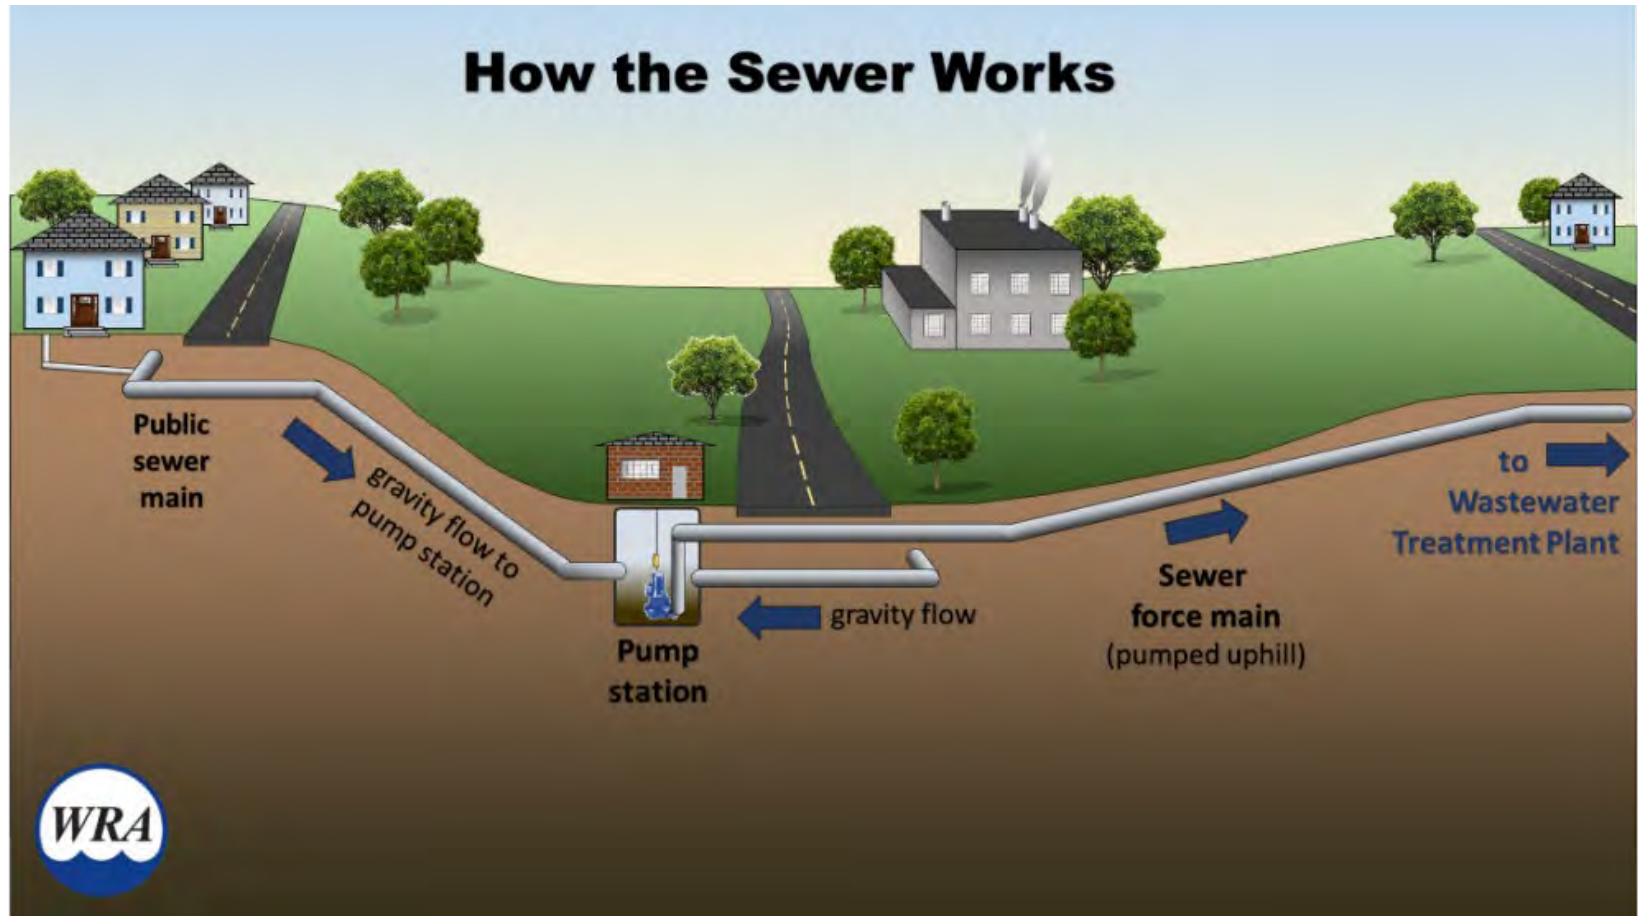 How the Sewer Works
Public
sewer
main
gravity flow to
pump station
Pump
station
gravity flow
Sewer
force main
(pumped uphill)
to
Wastewater
Treatment Plant
WRA